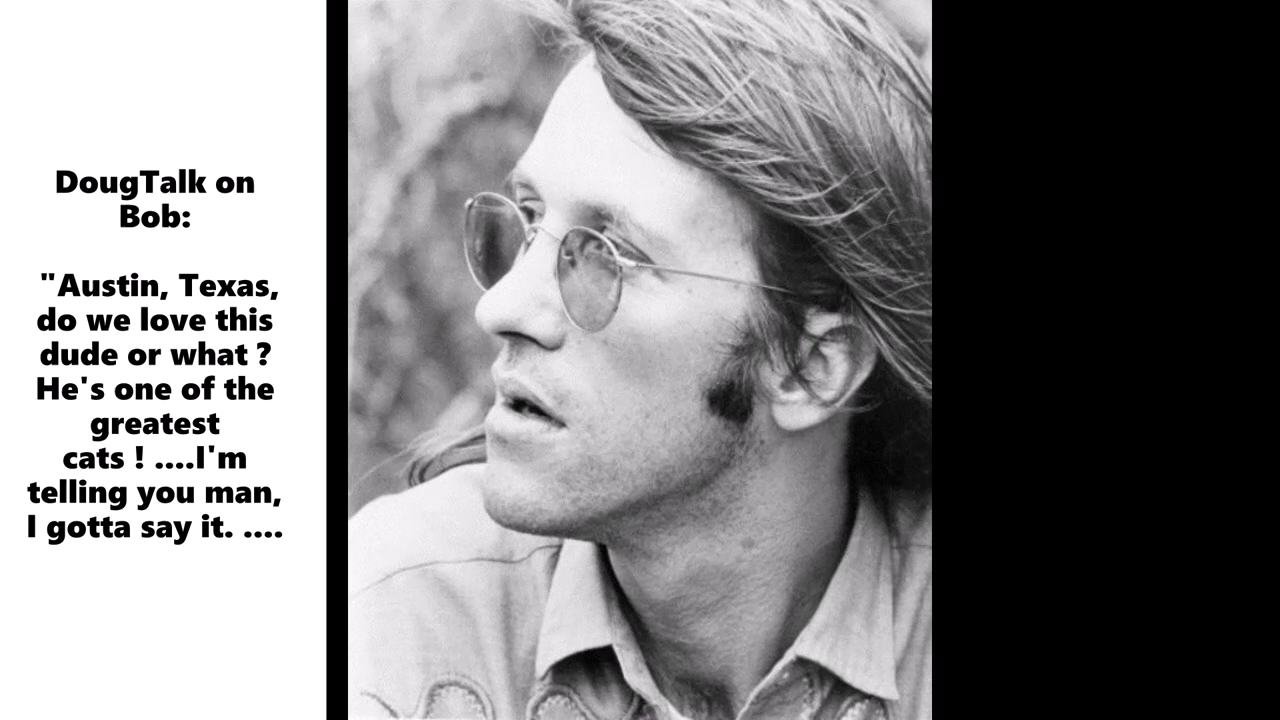 DougTalk on
Bob:
"Austin, Texas,
do we love this
dude or what ?
He's one of the
greatest
cats ! ....I'm
telling you man,
I gotta say it. ....